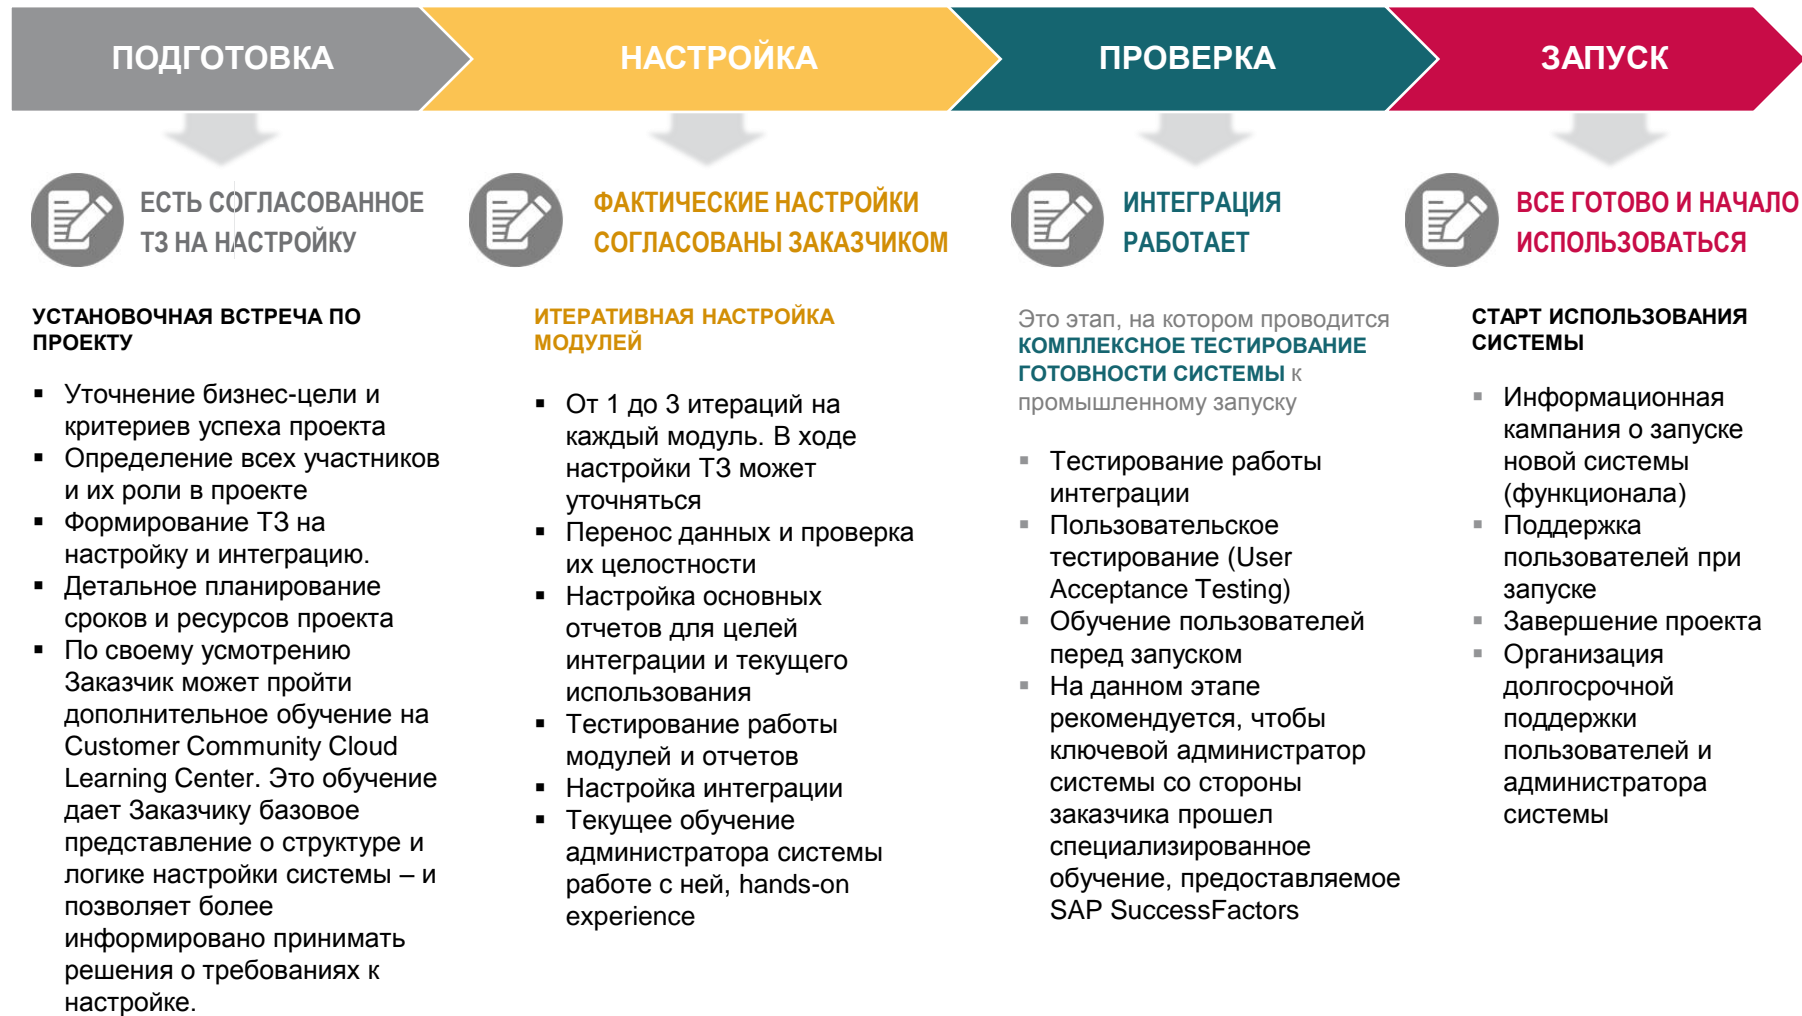 ПОДГОТОВКА
НАСТРОЙКА
ПРОВЕРКА
ЗАПУСК
ЕСТЬ СОГЛАСОВАННОЕ
ТЗ НА НАСТРОЙКУ
ФАКТИЧЕСКИЕ НАСТРОЙКИ
СОГЛАСОВАНЫ ЗАКАЗЧИКОМ
ИНТЕГРАЦИЯ
РАБОТАЕТ
ВСЕ ГОТОВО И НАЧАЛО
ИСПОЛЬЗОВАТЬСЯ
УСТАНОВОЧНАЯ ВСТРЕЧА ПО
ПРОЕКТУ
▪ Уточнение бизнес-цели и
критериев успеха проекта
▪ Определение всех участников
и их роли в проекте
▪ Формирование ТЗ на
настройку и интеграцию.
▪ Детальное планирование
сроков и ресурсов проекта
▪ По своему усмотрению
Заказчик может пройти
дополнительное обучение на
Customer Community Cloud
Learning Center. Это обучение
дает Заказчику базовое
представление о структуре и
логике настройки системы – и
позволяет более
информировано принимать
решения о требованиях к
настройке.
ИТЕРАТИВНАЯ НАСТРОЙКА
МОДУЛЕЙ
▪ От 1 до 3 итераций на
каждый модуль. В ходе
настройки ТЗ может
уточняться
▪ Перенос данных и проверка
их целостности
▪ Настройка основных
отчетов для целей
интеграции и текущего
использования
▪ Тестирование работы
модулей и отчетов
▪ Настройка интеграции
▪ Текущее обучение
администратора системы
работе с ней, hands-on
experience
Это этап, на котором проводится
КОМПЛЕКСНОЕ ТЕСТИРОВАНИЕ
ГОТОВНОСТИ СИСТЕМЫ к
промышленному запуску
▪ Тестирование работы
интеграции
▪ Пользовательское
тестирование (User
Acceptance Testing)
▪ Обучение пользователей
перед запуском
▪ На данном этапе
рекомендуется, чтобы
ключевой администратор
системы со стороны
заказчика прошел
специализированное
обучение, предоставляемое
SAP SuccessFactors
СТАРТ ИСПОЛЬЗОВАНИЯ
СИСТЕМЫ
▪ Информационная
кампания о запуске
новой системы
(функционала)
▪ Поддержка
пользователей при
запуске
▪ Завершение проекта
▪ Организация
долгосрочной
поддержки
пользователей и
администратора
системы